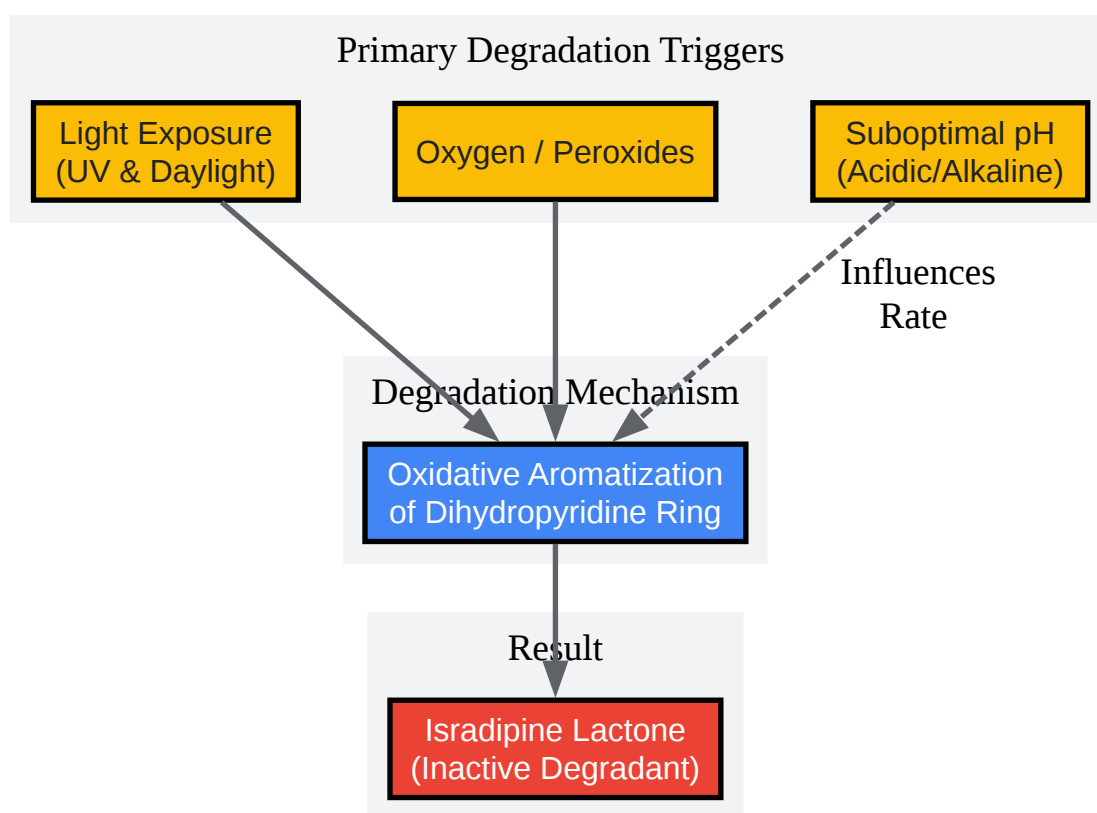 Primary Degradation Triggers
Light Exposure
(UV & Daylight)
Oxygen / Peroxides
Suboptimal pH
(Acidic/Alkaline)
Influences
Rate
Degradation Mechanism
Oxidative Aromatization
of Dihydropyridine Ring
Result
Isradipine Lactone
(Inactive Degradant)